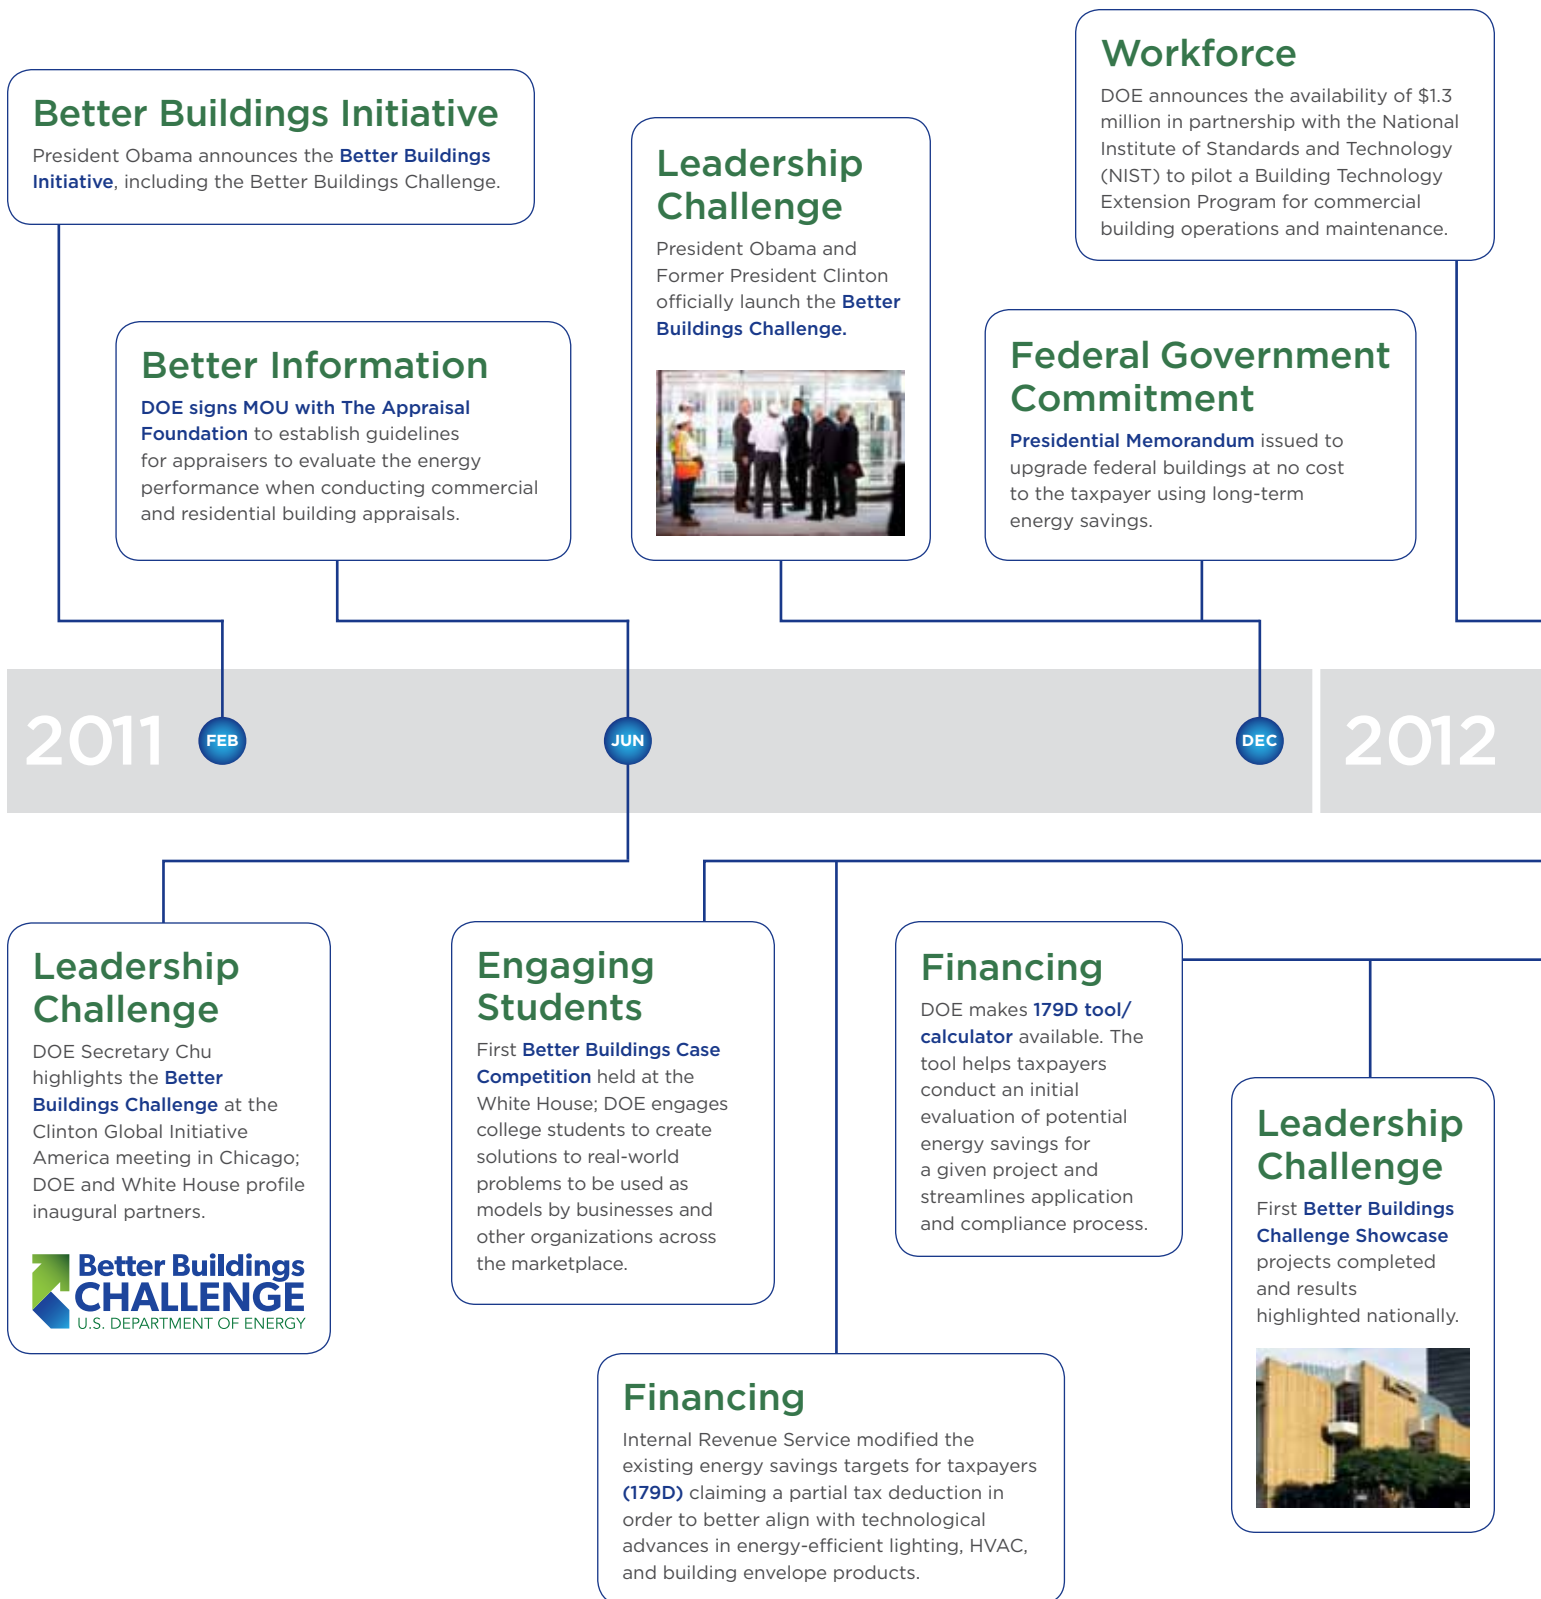 Better Buildings Initiative
President Obama announces the Better Buildings
Initiative, including the Better Buildings Challenge.
Better Information
DOE signs MOU with The Appraisal
Foundation to establish guidelines
for appraisers to evaluate the energy
performance when conducting commercial
and residential building appraisals.
Leadership
Challenge
President Obama and
Former President Clinton
officially launch the Better
Buildings Challenge.
Workforce
DOE announces the availability of $1.3
million in partnership with the National
Institute of Standards and Technology
(NIST) to pilot a Building Technology
Extension Program for commercial
building operations and maintenance.
Federal Government
Commitment
Presidential Memorandum issued to
upgrade federal buildings at no cost
to the taxpayer using long-term
energy savings.
2011
FEB
JUN
DEC
2012
Leadership
Challenge
DOE Secretary Chu
highlights the Better
Buildings Challenge at the
Clinton Global Initiative
America meeting in Chicago;
DOE and White House profile
inaugural partners.
Better Buildings
CHALLENGE
U.S. DEPARTMENT OF ENERGY
Engaging
Students
First Better Buildings Case
Competition held at the
White House; DOE engages
college students to create
solutions to real-world
problems to be used as
models by businesses and
other organizations across
the marketplace.
Financing
DOE makes 179D tool/
calculator available. The
tool helps taxpayers
conduct an initial
evaluation of potential
energy savings for
a given project and
streamlines application
and compliance process.
Leadership
Challenge
First Better Buildings
Challenge Showcase
projects completed
and results
highlighted nationally.
Financing
Internal Revenue Service modified the
existing energy savings targets for taxpayers
(179D) claiming a partial tax deduction in
order to better align with technological
advances in energy-efficient lighting, HVAC,
and building envelope products.